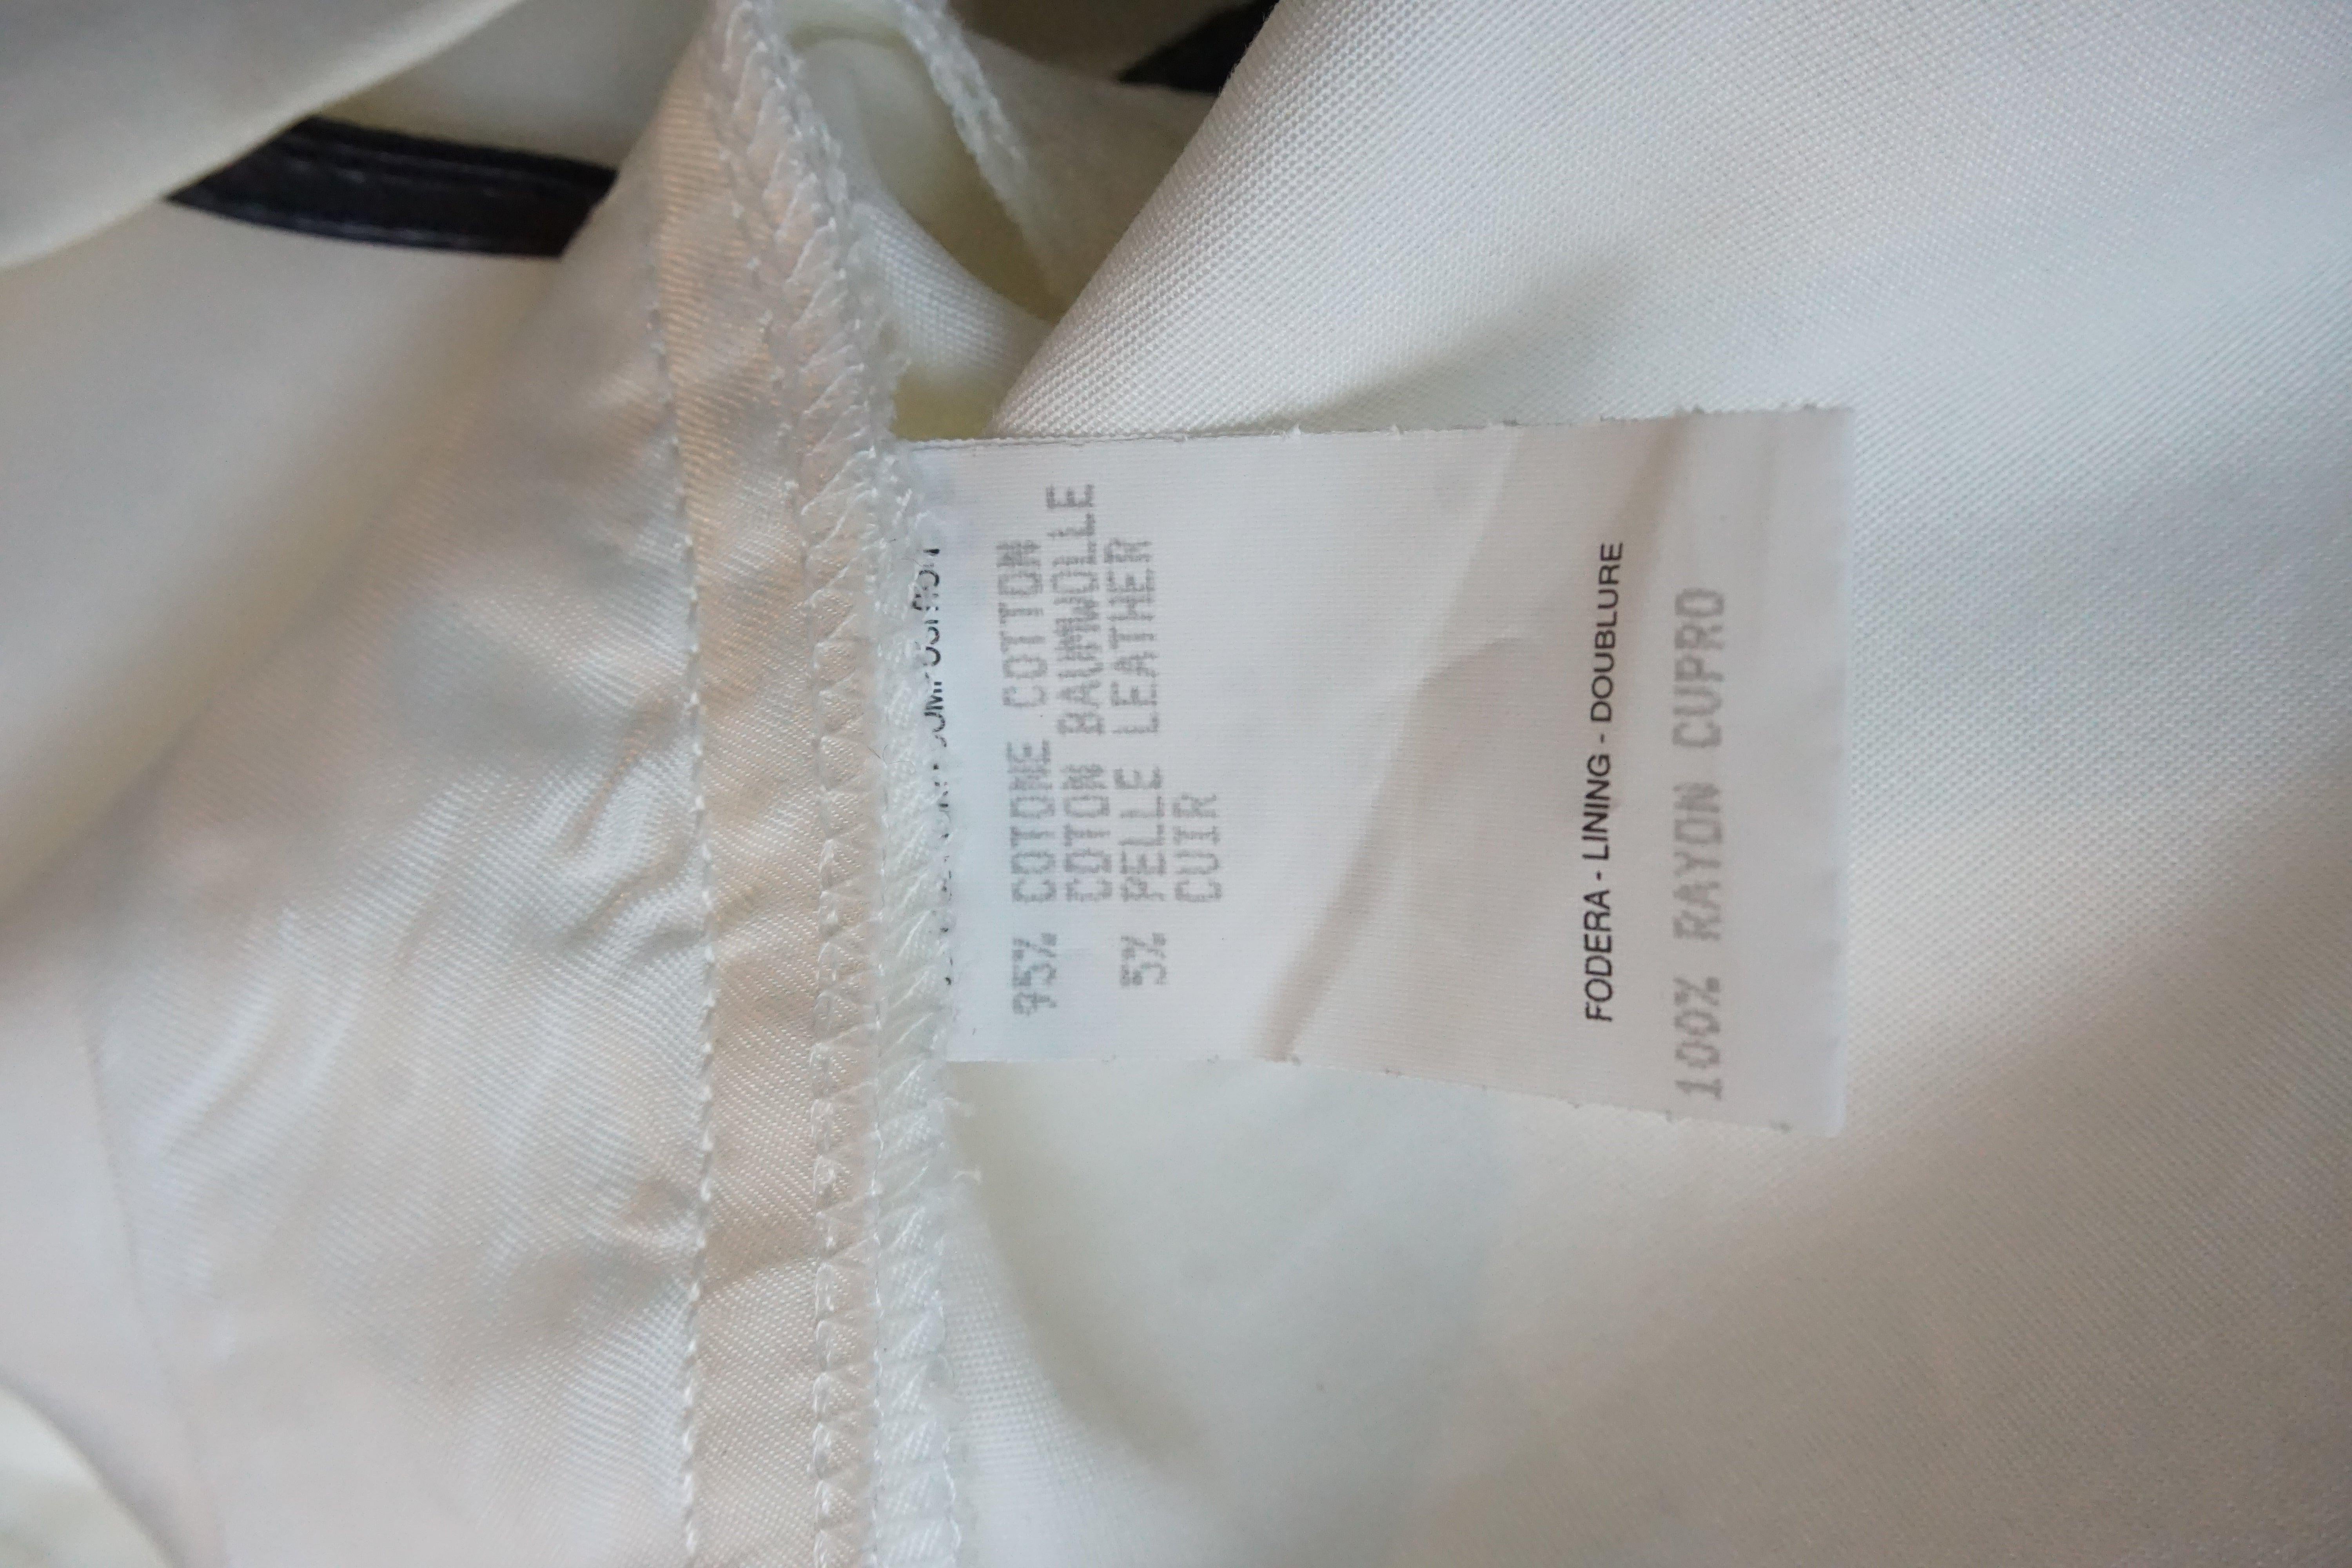 95% COTONE COTTON
COTON BAUMWOLLE
5% PELLE LEATHER
CUIR
FODERA - LINING - DOUBLURE
100% RAYON CUPRO